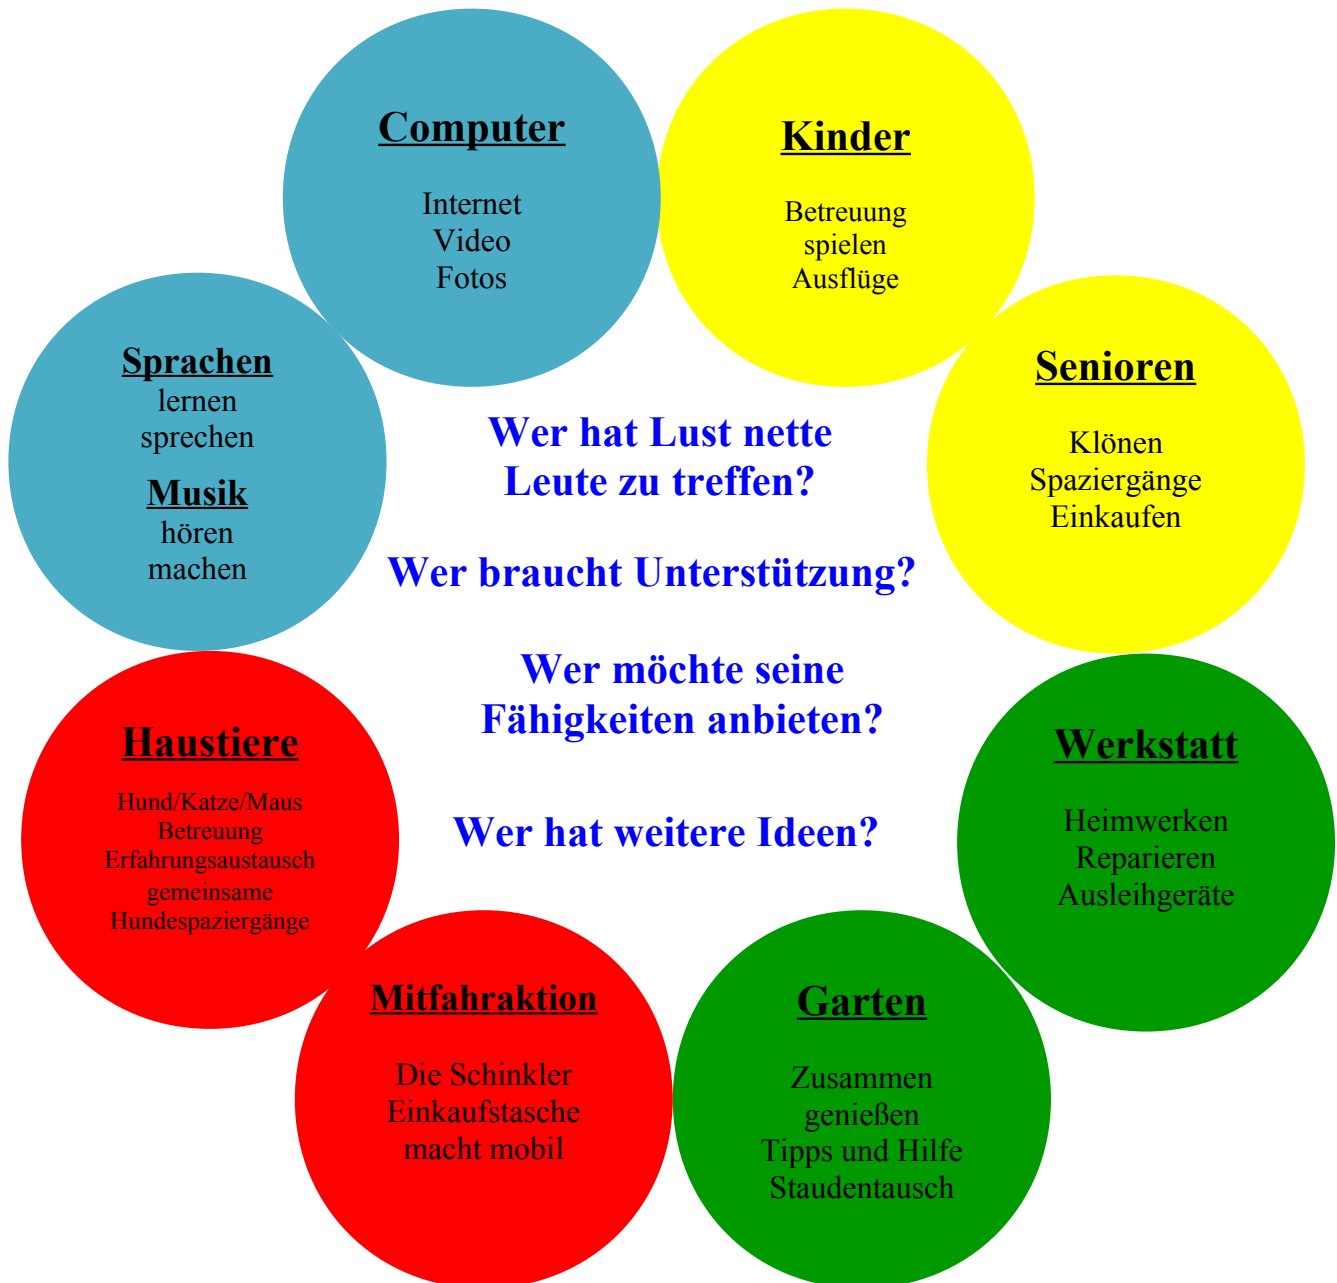 Computer
Internet
Video
Fotos
Kinder
Betreuung
spielen
Ausflüge
Sprachen
lernen
sprechen
Musik
hören
machen
Senioren
Klönen
Spaziergänge
Einkaufen
Wer hat Lust nette
Leute zu treffen?
Wer braucht Unterstützung?
Wer möchte seine
Fähigkeiten anbieten?
Wer hat weitere Ideen?
Haustiere
Hund/Katze/Maus
Betreuung
Erfahrungsaustausch
gemeinsame
Hundespaziergänge
Werkstatt
Heimwerken
Reparieren
Ausleihgeräte
Mitfahraktion
Die Schinkler
Einkaufstasche
macht mobil
Garten
Zusammen
genießen
Tipps und Hilfe
Staudentausch